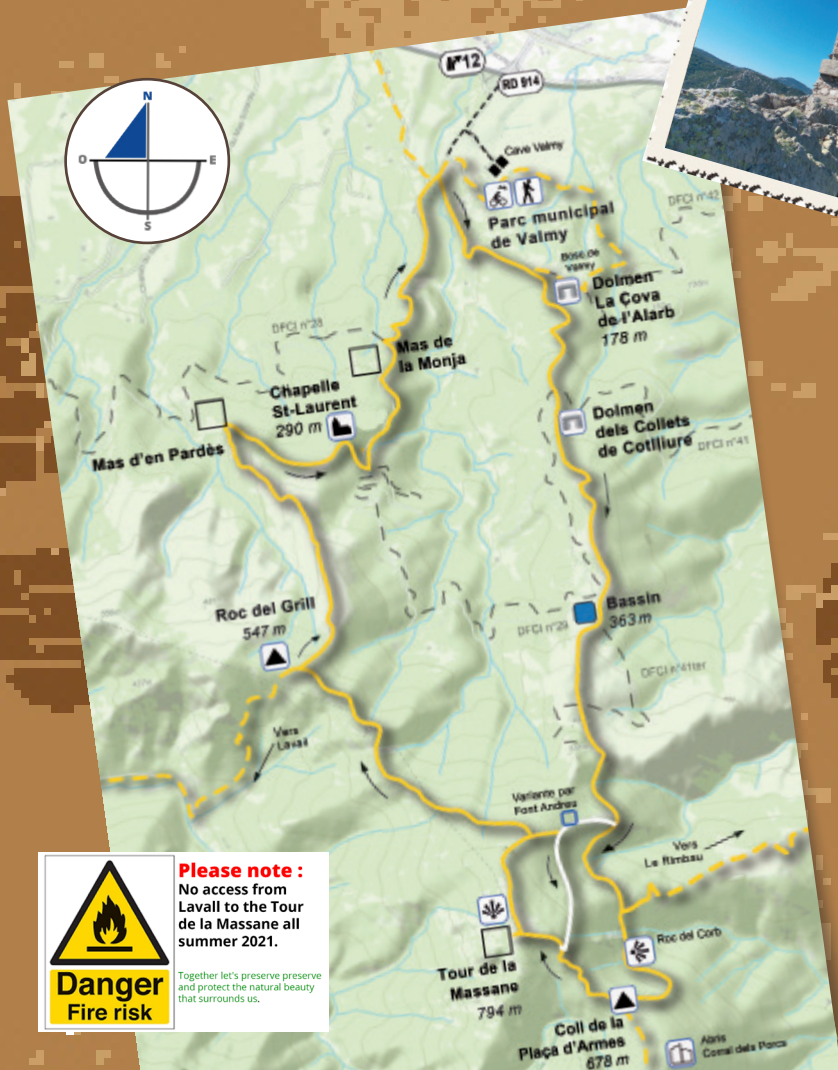 N
O
E
S
12
RD 914
Cave Valmy
Parc municipal
de Valmy
DFCI n°42
Bosc de
Valmy
Dolmen
La Cova
de l'Alarb
178 m
DFCI n°28
Mas de
la Monja
Chapelle
St-Laurent
290 m
Mas d'en Pardès
Dolmen
dels Collets
de Cotlliure
DFCI n°41
Roc del Grill
547 m
Bassin
363 m
DFCI n°29
DFCI n°41ter
Vers
Lavail
Variante par
Font Andreu
Vers
Le Rimbau
Roc del Corb
Tour de la
Massane
794 m
Coll de la
Plaça d'Armes
678 m
Abris
Corral dels Porcs
Danger
Fire risk
Please note :
No access from
Lavall to the Tour
de la Massane all
summer 2021.
Together let's preserve preserve
and protect the natural beauty
that surrounds us.